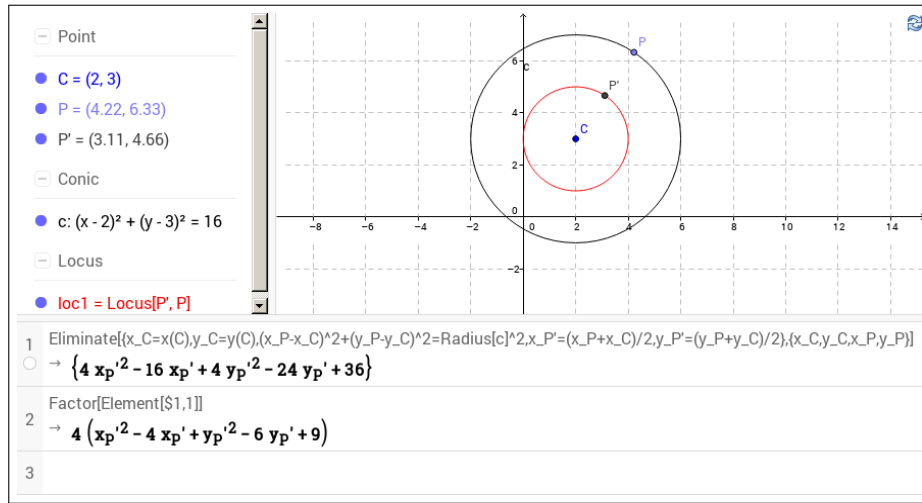 Point
C = (2, 3)
P = (4.22, 6.33)
P' = (3.11, 4.66)
Conic
c: (x - 2)² + (y - 3)² = 16
Locus
loc1 = Locus[P', P]
P
c
P'
C
6
4
2
0
−2
−8 −6 −4 −2 0 2 4 6 8 10 12 14
1
Eliminate[{x_C=x(C),y_C=y(C),(x_P-x_C)^2+(y_P-y_C)^2=Radius[c]^2,x_P'=(x_P+x_C)/2,y_P'=(y_P+y_C)/2},{x_C,y_C,x_P,y_P}]
→ {4 xₚ'² − 16 xₚ' + 4 yₚ'² − 24 yₚ' + 36}
2
Factor[Element[$1,1]]
→ 4 (xₚ'² − 4 xₚ' + yₚ'² − 6 yₚ' + 9)
3